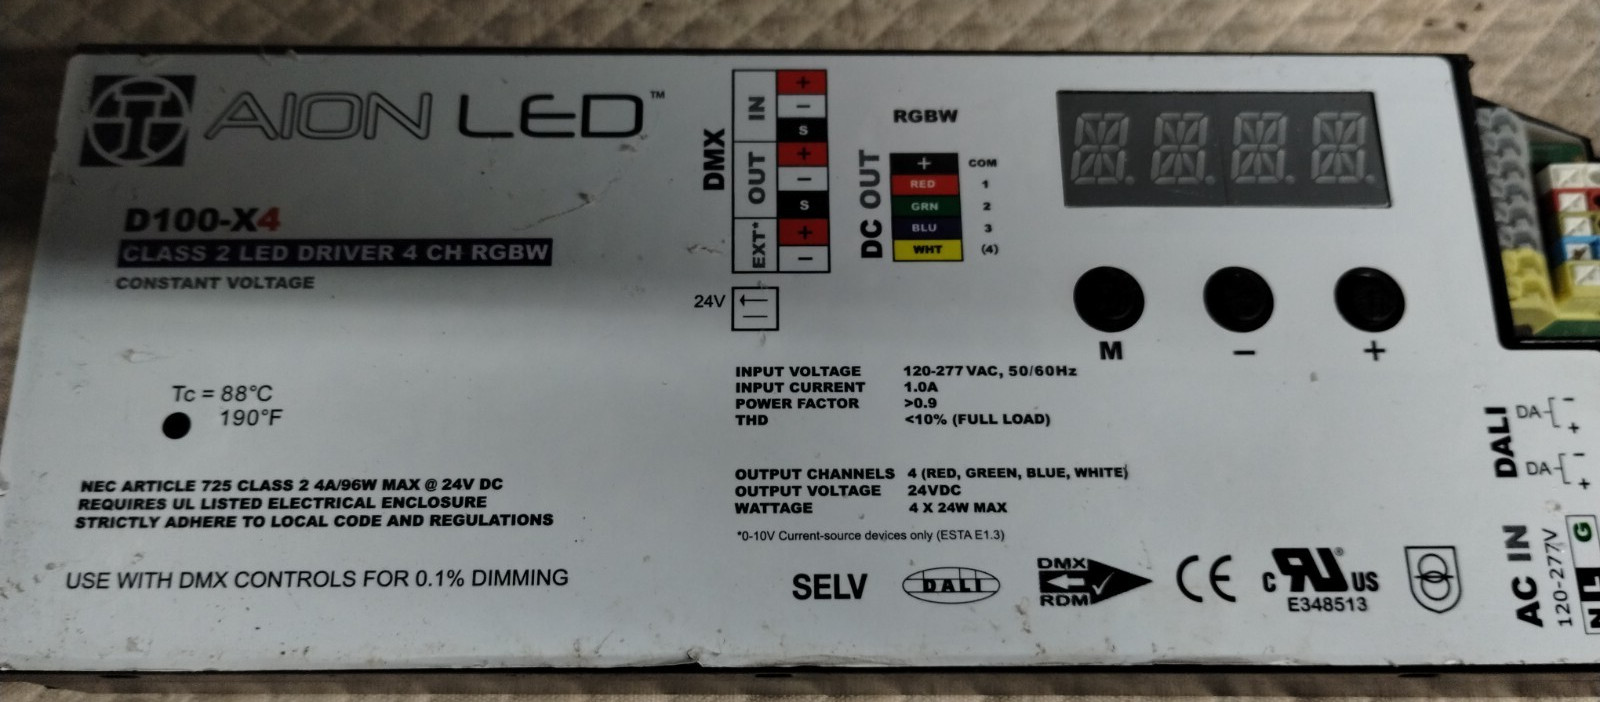 AION LED™
D100-X4
CLASS 2 LED DRIVER 4 CH RGBW
CONSTANT VOLTAGE
Tc = 88°C
190°F
NEC ARTICLE 725 CLASS 2 4A/96W MAX @ 24V DC
REQUIRES UL LISTED ELECTRICAL ENCLOSURE
STRICTLY ADHERE TO LOCAL CODE AND REGULATIONS
USE WITH DMX CONTROLS FOR 0.1% DIMMING
DMX
IN
+
−
S
OUT
+
−
S
EXT*
+
−
24V
RGBW
DC OUT
+ COM
RED 1
GRN 2
BLU 3
WHT (4)
M − +
INPUT VOLTAGE 120-277 VAC, 50/60Hz
INPUT CURRENT 1.0A
POWER FACTOR >0.9
THD <10% (FULL LOAD)
OUTPUT CHANNELS 4 (RED, GREEN, BLUE, WHITE)
OUTPUT VOLTAGE 24VDC
WATTAGE 4 X 24W MAX
*0-10V Current-source devices only (ESTA E1.3)
SELV
DALI
DMX
RDM
CE
c RU US
E348513
DALI
DA − +
DA − +
AC IN
120-277V
N L G